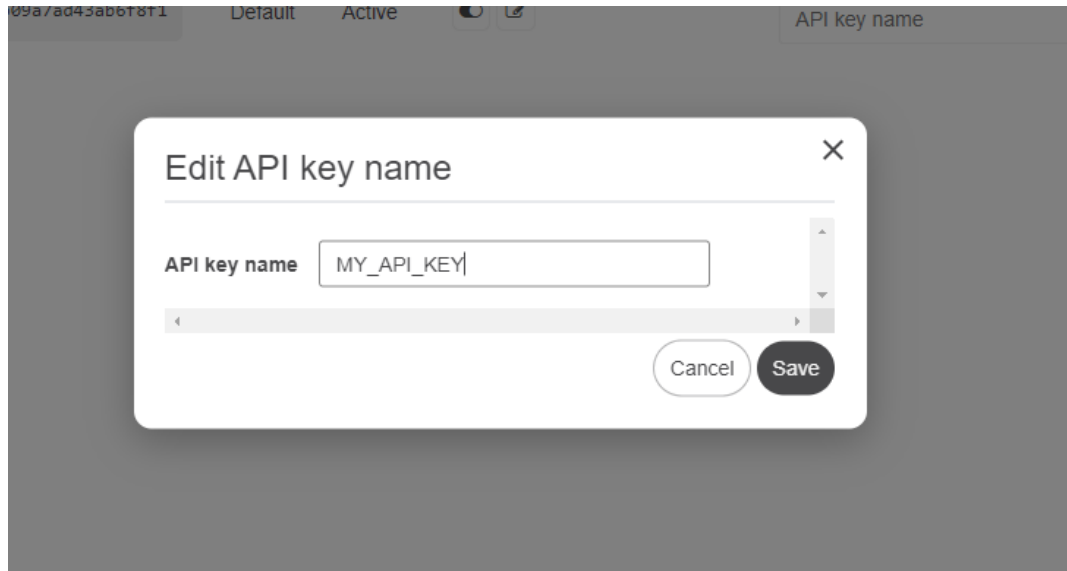 09a7ad43ab6f8f1 Default Active
API key name
Edit API key name
API key name MY_API_KEY
Cancel Save